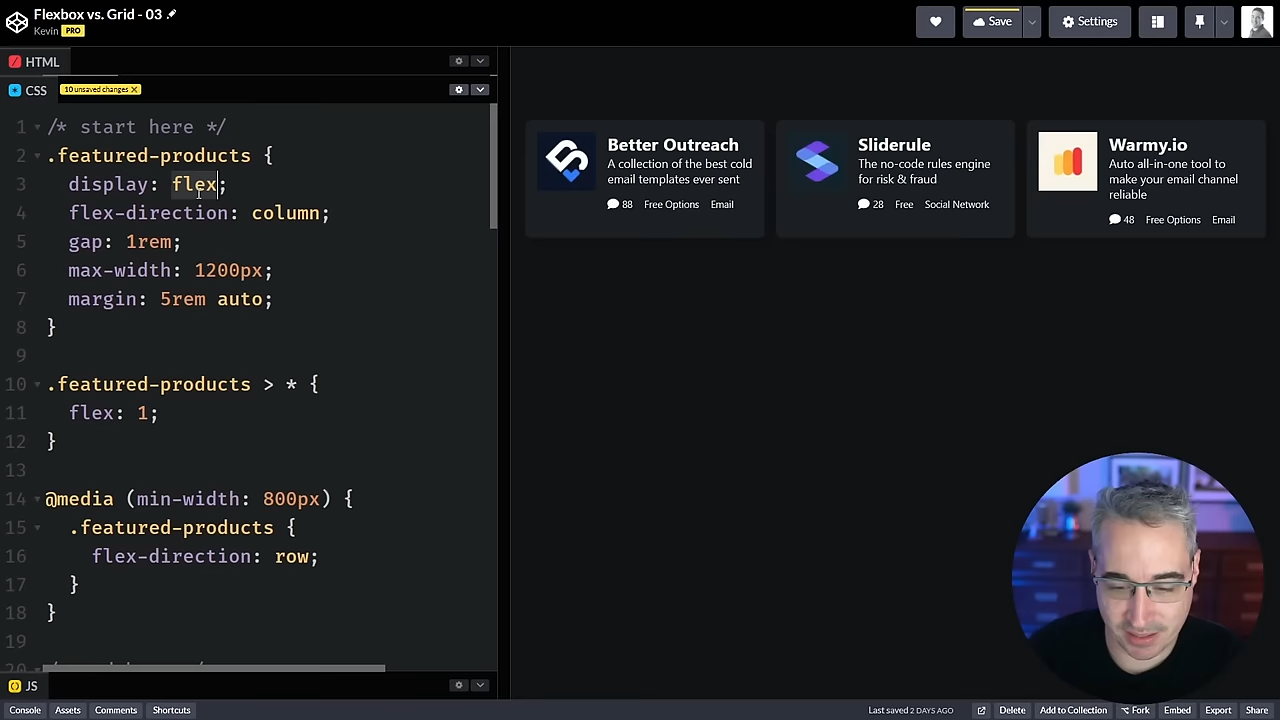 Flexbox vs. Grid - 03
Kevin PRO
Save
Settings
HTML
CSS
10 unsaved changes X
1 /* start here */
2 .featured-products {
3 display: flex;
4 flex-direction: column;
5 gap: 1rem;
6 max-width: 1200px;
7 margin: 5rem auto;
8 }
9
10 .featured-products > * {
11 flex: 1;
12 }
13
14 @media (min-width: 800px) {
15 .featured-products {
16 flex-direction: row;
17 }
18 }
19
20
JS
Better Outreach
A collection of the best cold
email templates ever sent
88 Free Options Email
Sliderule
The no-code rules engine
for risk & fraud
28 Free Social Network
Warmy.io
Auto all-in-one tool to
make your email channel
reliable
48 Free Options Email
Console Assets Comments Shortcuts
Last saved 2 DAYS AGO Delete Add to Collection Fork Embed Export Share